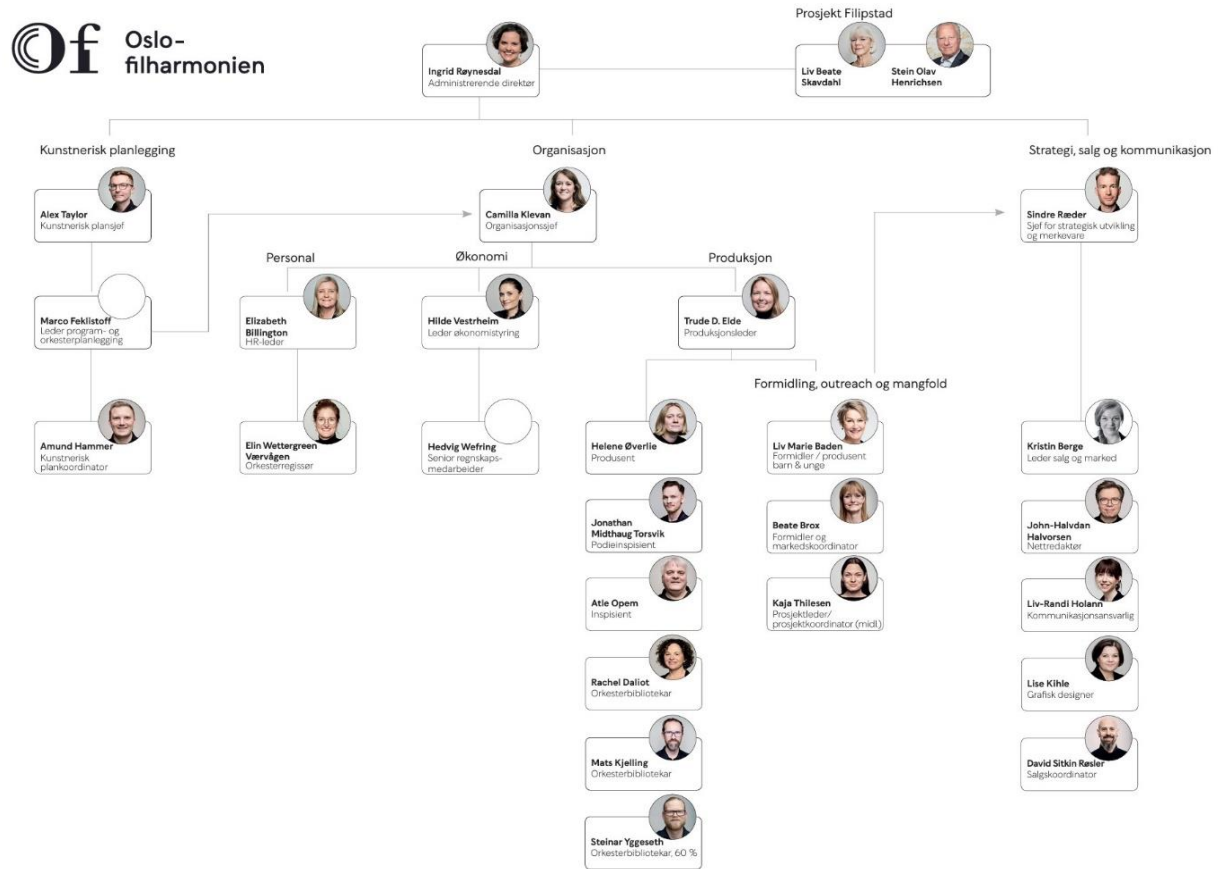 Oslo-
filharmonien
Prosjekt Filipstad
Ingrid Røynesdal
Administrerende direktør
Liv Beate
Skavdahl
Stein Olav
Henrichsen
Kunstnerisk planlegging
Organisasjon
Strategi, salg og kommunikasjon
Alex Taylor
Kunstnerisk plansjef
Camilla Klevan
Organisasjonssjef
Sindre Ræder
Sjef for strategisk utvikling
og merkevare
Personal
Økonomi
Produksjon
Marco Feklistoff
Leder program- og
orkesterplanlegging
Elizabeth
Billington
HR-leder
Hilde Vestrheim
Leder økonomistyring
Trude D. Elde
Produksjonsleder
Formidling, outreach og mangfold
Amund Hammer
Kunstnerisk
plankoordinator
Elin Wettergreen
Værvågen
Orkesterregissør
Hedvig Wefring
Senior regnskaps-
medarbeider
Helene Øverlie
Produsent
Liv Marie Baden
Formidler / produsent
barn & unge
Kristin Berge
Leder salg og marked
Jonathan
Midthaug Torsvik
Podieinspisient
Beate Brox
Formidler og
markedskoordinator
John-Halvdan
Halvorsen
Nettredaktør
Atle Opem
Inspisient
Kaja Thilesen
Prosjektleder/
prosjektkoordinator (midl.)
Liv-Randi Holann
Kommunikasjonsansvarlig
Rachel Daliot
Orkesterbibliotekar
Lise Kihle
Grafisk designer
Mats Kjelling
Orkesterbibliotekar
David Sitkin Røsler
Salgskoordinator
Steinar Yggeseth
Orkesterbibliotekar, 60 %